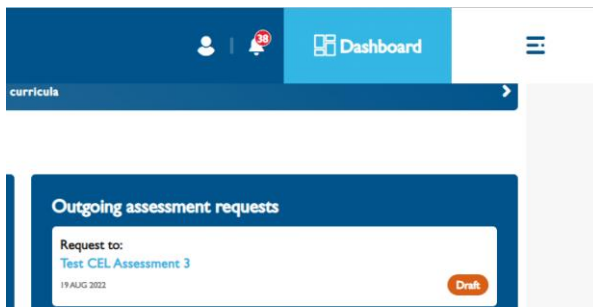 38
Dashboard
curricula
Outgoing assessment requests
Request to:
Test CEL Assessment 3
19 AUG 2022
Draft